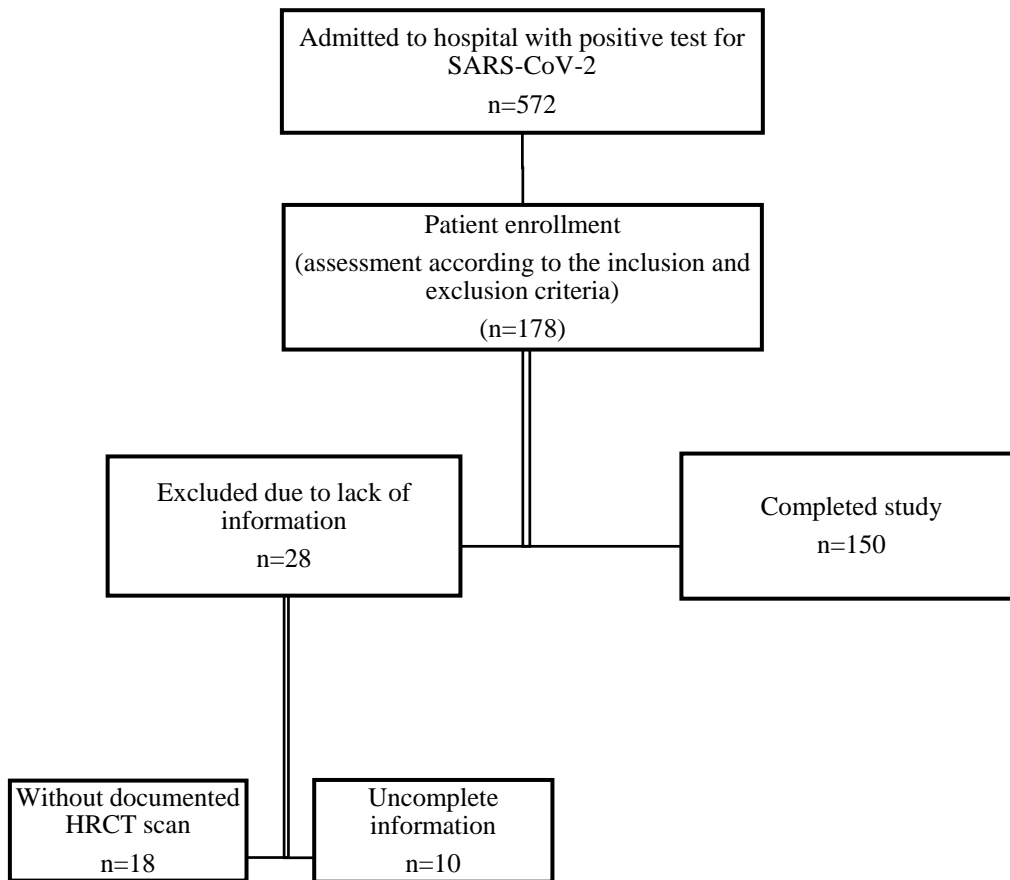 Admitted to hospital with positive test for
SARS-CoV-2
n=572
Patient enrollment
(assessment according to the inclusion and
exclusion criteria)
(n=178)
Excluded due to lack of
information
n=28
Completed study
n=150
Without documented
HRCT scan
n=18
Uncomplete
information
n=10